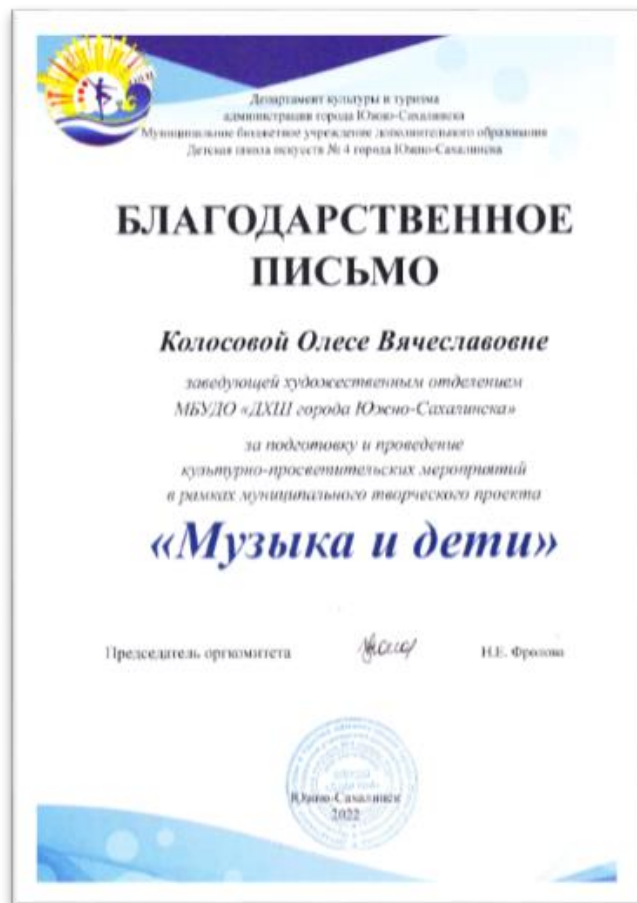 Департамент культуры и туризма
администрации города Южно-Сахалинска
Муниципальное бюджетное учреждение дополнительного образования
Детская школа искусств № 4 города Южно-Сахалинска
БЛАГОДАРСТВЕННОЕ
ПИСЬМО
Колосовой Олесе Вячеславовне
заведующей художественным отделением
МБУДО «ДХШ города Южно-Сахалинска»
за подготовку и проведение
культурно-просветительских мероприятий
в рамках муниципального творческого проекта
«Музыка и дети»
Председатель оргкомитета
Н.Е. Фролова
Южно-Сахалинск
2022